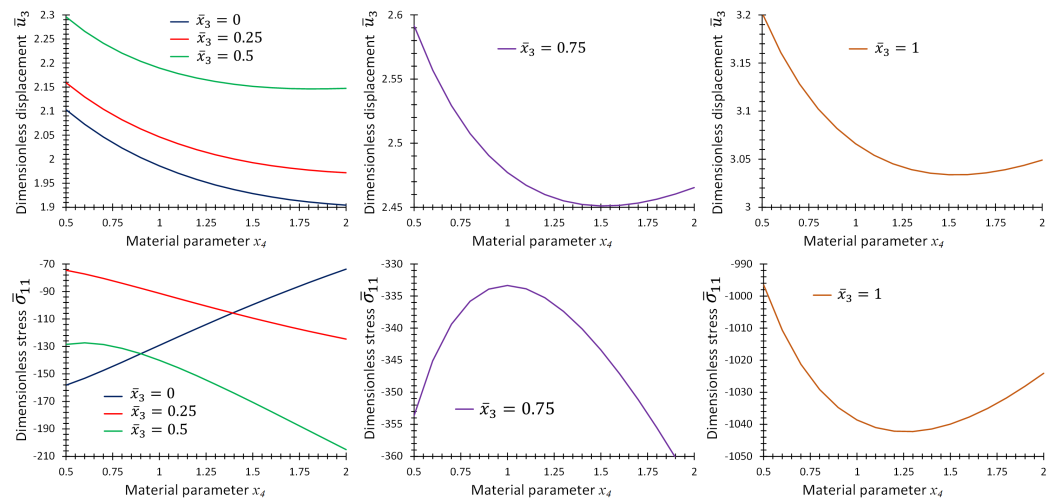 Dimensionless displacement ū₃
2.3
2.25
2.2
2.15
2.1
2.05
2
1.95
1.9
x̄₃ = 0
x̄₃ = 0.25
x̄₃ = 0.5
0.5 0.75 1 1.25 1.5 1.75 2
Material parameter x₄
Dimensionless displacement ū₃
2.6
2.55
2.5
2.45
x̄₃ = 0.75
0.5 0.75 1 1.25 1.5 1.75 2
Material parameter x₄
Dimensionless displacement ū₃
3.2
3.15
3.1
3.05
3
x̄₃ = 1
0.5 0.75 1 1.25 1.5 1.75 2
Material parameter x₄
Dimensionless stress σ̄₁₁
-70
-90
-110
-130
-150
-170
-190
-210
x̄₃ = 0
x̄₃ = 0.25
x̄₃ = 0.5
0.5 0.75 1 1.25 1.5 1.75 2
Material parameter x₄
Dimensionless stress σ̄₁₁
-330
-335
-340
-345
-350
-355
-360
x̄₃ = 0.75
0.5 0.75 1 1.25 1.5 1.75 2
Material parameter x₄
Dimensionless stress σ̄₁₁
-990
-1000
-1010
-1020
-1030
-1040
-1050
x̄₃ = 1
0.5 0.75 1 1.25 1.5 1.75 2
Material parameter x₄